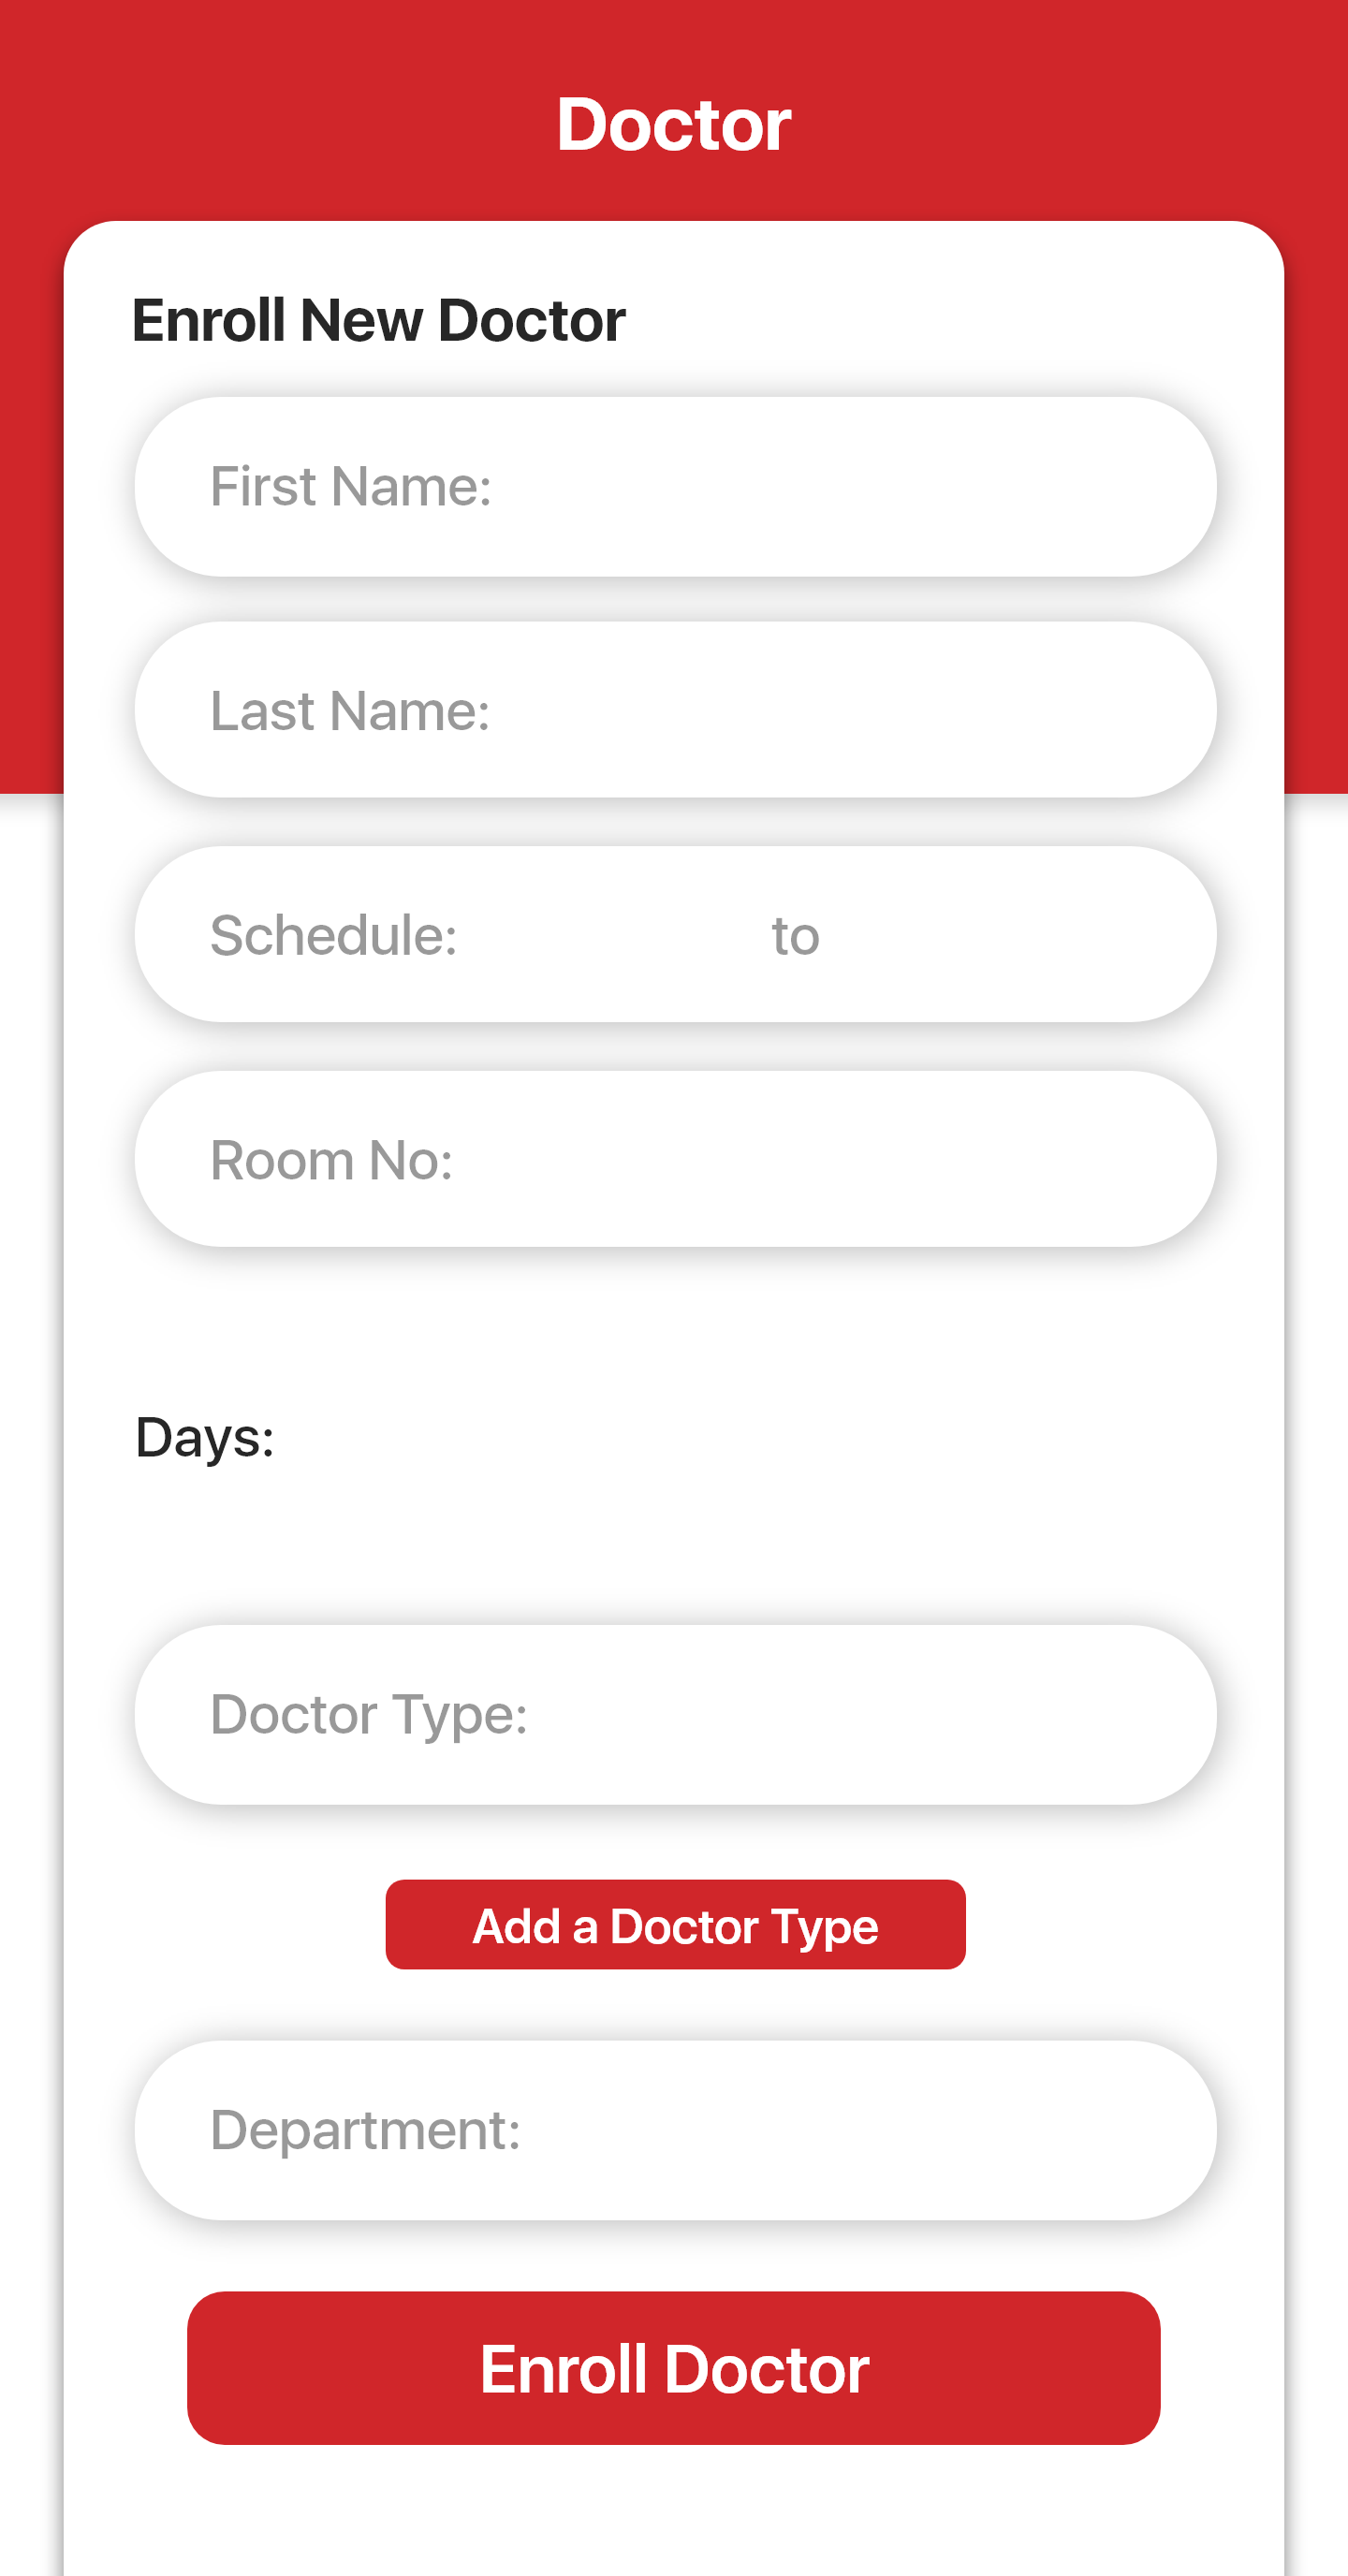 Doctor
Enroll New Doctor
First Name:
Last Name:
Schedule: to
Room No:
Days:
Doctor Type:
Add a Doctor Type
Department:
Enroll Doctor